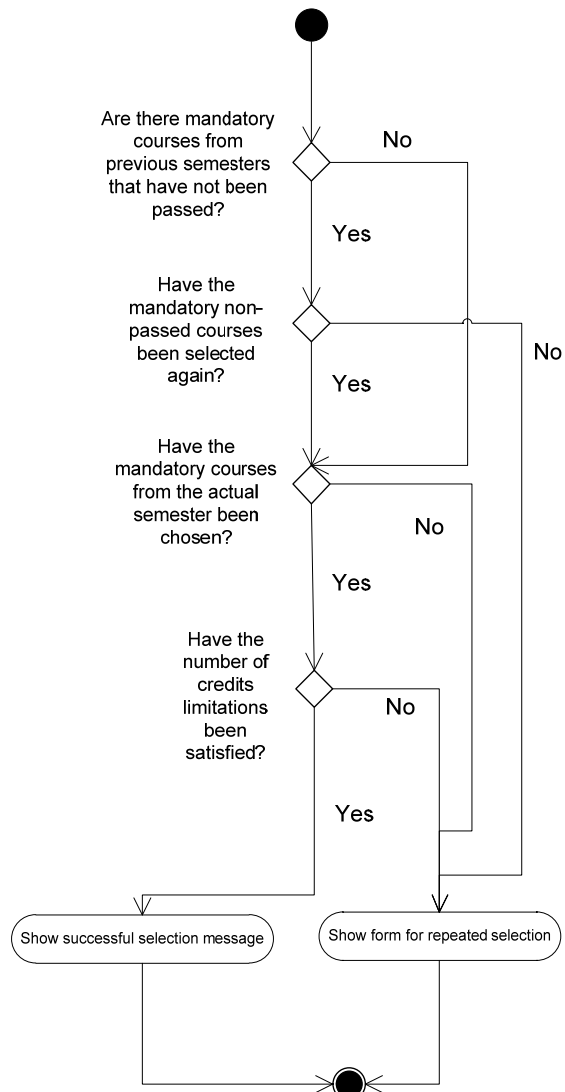 Are there mandatory
courses from
previous semesters
that have not been
passed?
No
Yes
Have the
mandatory non-
passed courses
been selected
again?
No
Yes
Have the
mandatory courses
from the actual
semester been
chosen?
No
Yes
Have the
number of
credits
limitations
been
satisfied?
No
Yes
Show successful selection message
Show form for repeated selection